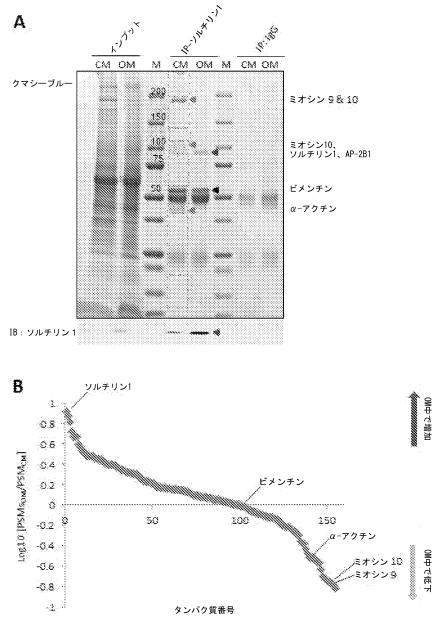 A
インプット
IP-ソルチリン1
IP:IgG
CM OM M CM OM M CM OM
クマシーブルー
200
150
100
75
50
ミオシン 9 & 10
ミオシン10、
ソルチリン1、AP-2B1
ビメンチン
α-アクチン
IB：ソルチリン1
B
ソルチリン1
ビメンチン
α-アクチン
ミオシン 10
ミオシン 9
Log10 [PSM_OM/PSM_CM]
1
0.8
0.6
0.4
0.2
0
-0.2
-0.4
-0.6
-0.8
-1
0 50 100 150
タンパク質番号
OM中で増加
OM中で低下